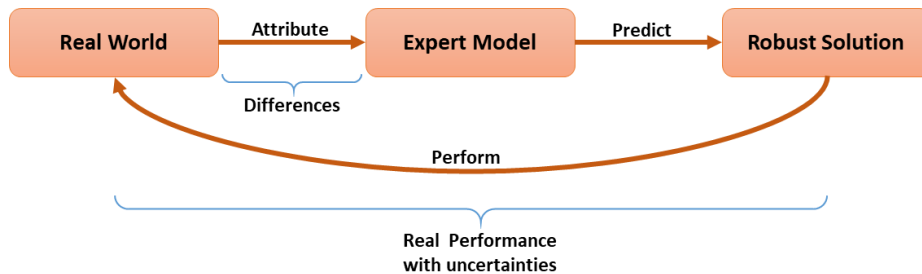 Real World
Attribute
Expert Model
Predict
Robust Solution
Differences
Perform
Real Performance
with uncertainties